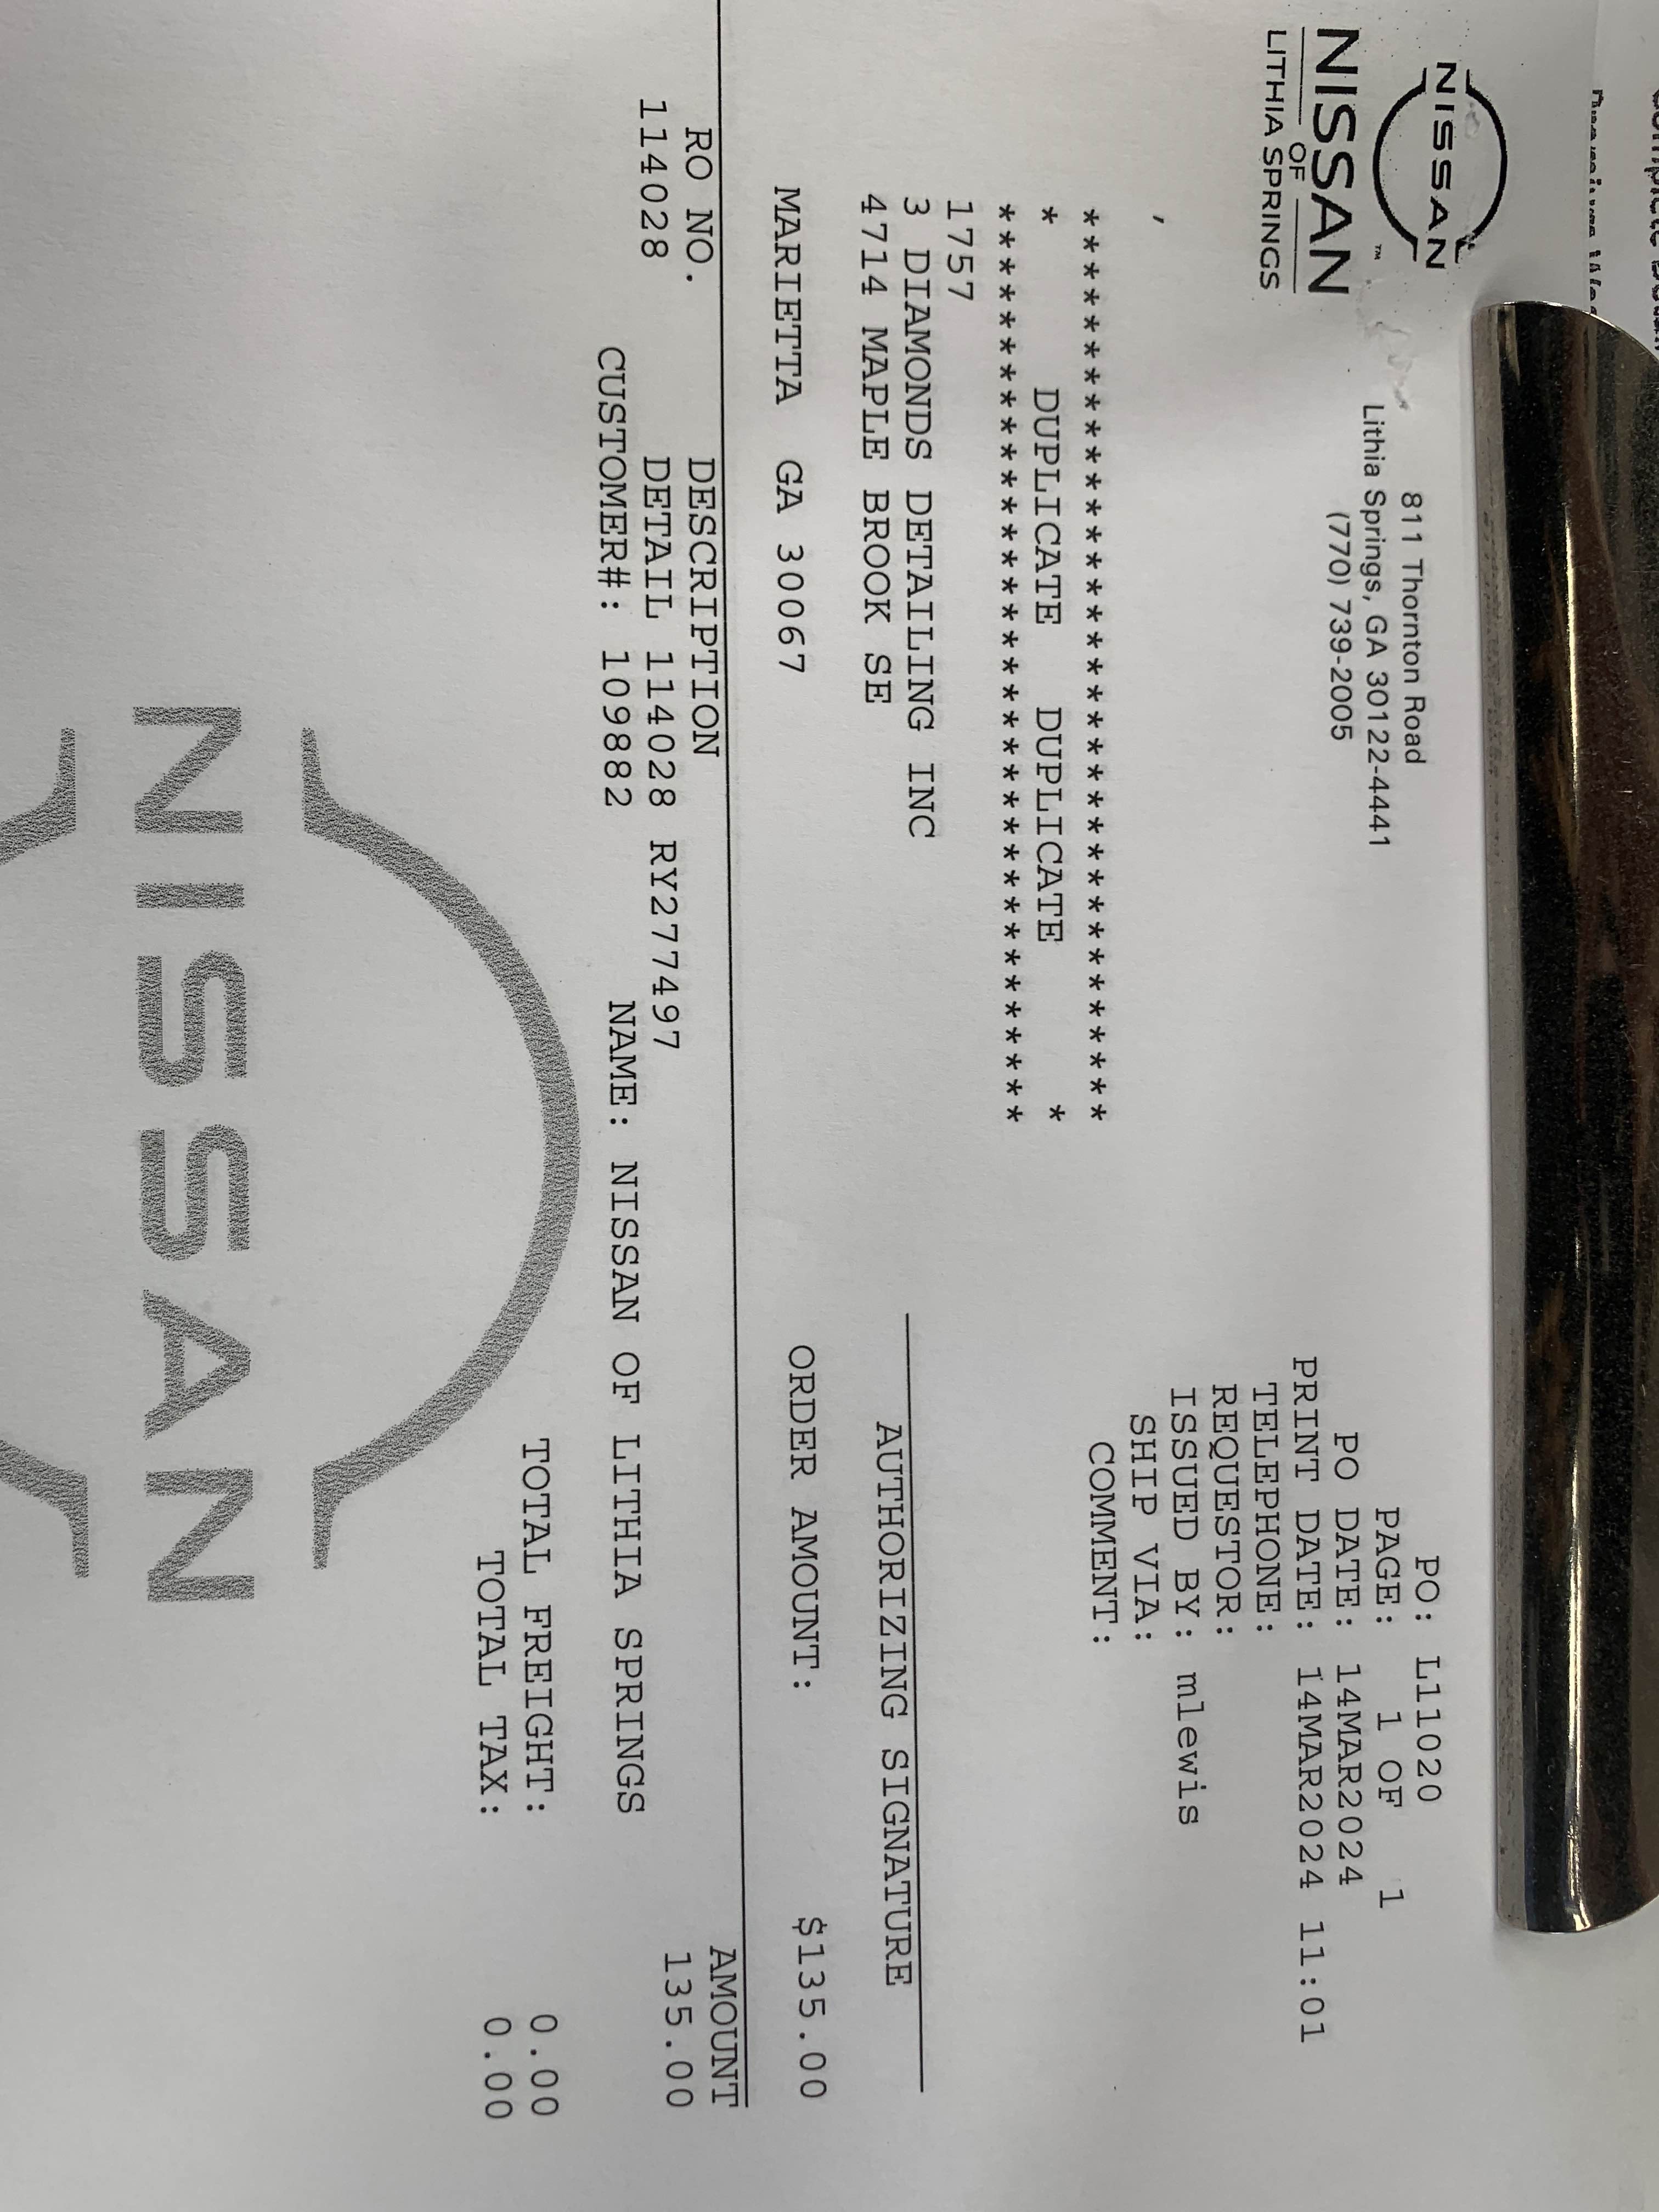 NISSAN
NISSAN
OF
LITHIA SPRINGS
™
811 Thornton Road
Lithia Springs, GA 30122-4441
(770) 739-2005
PO: L11020
PAGE: 1 OF 1
PO DATE: 14MAR2024
PRINT DATE: 14MAR2024 11:01
TELEPHONE:
REQUESTOR:
ISSUED BY: mlewis
SHIP VIA:
COMMENT:
,
**********************************
* DUPLICATE DUPLICATE *
**********************************
1757
3 DIAMONDS DETAILING INC
4714 MAPLE BROOK SE
MARIETTA GA 30067
AUTHORIZING SIGNATURE
ORDER AMOUNT: $135.00
RO NO. DESCRIPTION AMOUNT
114028 DETAIL 114028 RY277497 135.00
CUSTOMER#: 109882 NAME: NISSAN OF LITHIA SPRINGS
TOTAL FREIGHT: 0.00
TOTAL TAX: 0.00
NISSAN